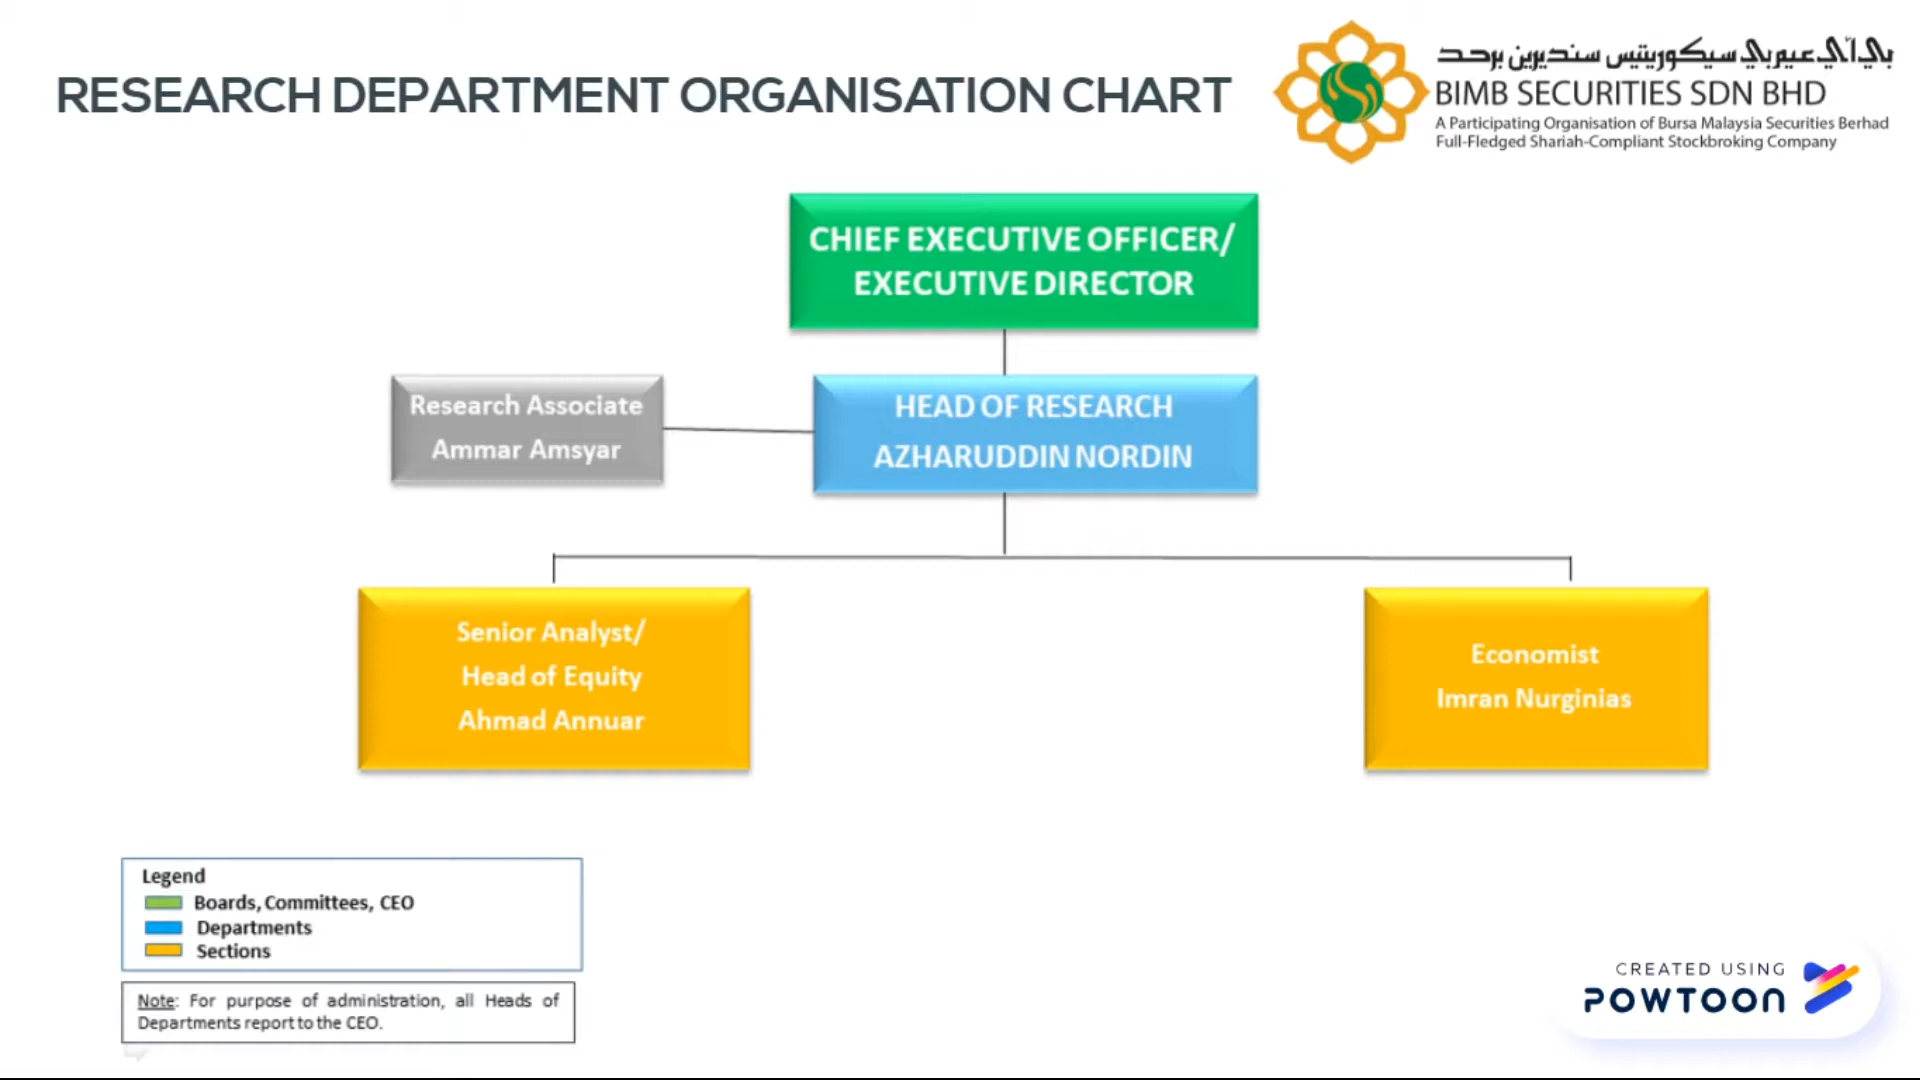 RESEARCH DEPARTMENT ORGANISATION CHART
بي آي عيم بي سيکوريتيس سنديرين برحد
BIMB SECURITIES SDN BHD
A Participating Organisation of Bursa Malaysia Securities Berhad
Full-Fledged Shariah-Compliant Stockbroking Company
CHIEF EXECUTIVE OFFICER/
EXECUTIVE DIRECTOR
Research Associate
Ammar Amsyar
HEAD OF RESEARCH
AZHARUDDIN NORDIN
Senior Analyst/
Head of Equity
Ahmad Annuar
Economist
Imran Nurginias
Legend
Boards, Committees, CEO
Departments
Sections
Note: For purpose of administration, all Heads of
Departments report to the CEO.
CREATED USING
POWTOON